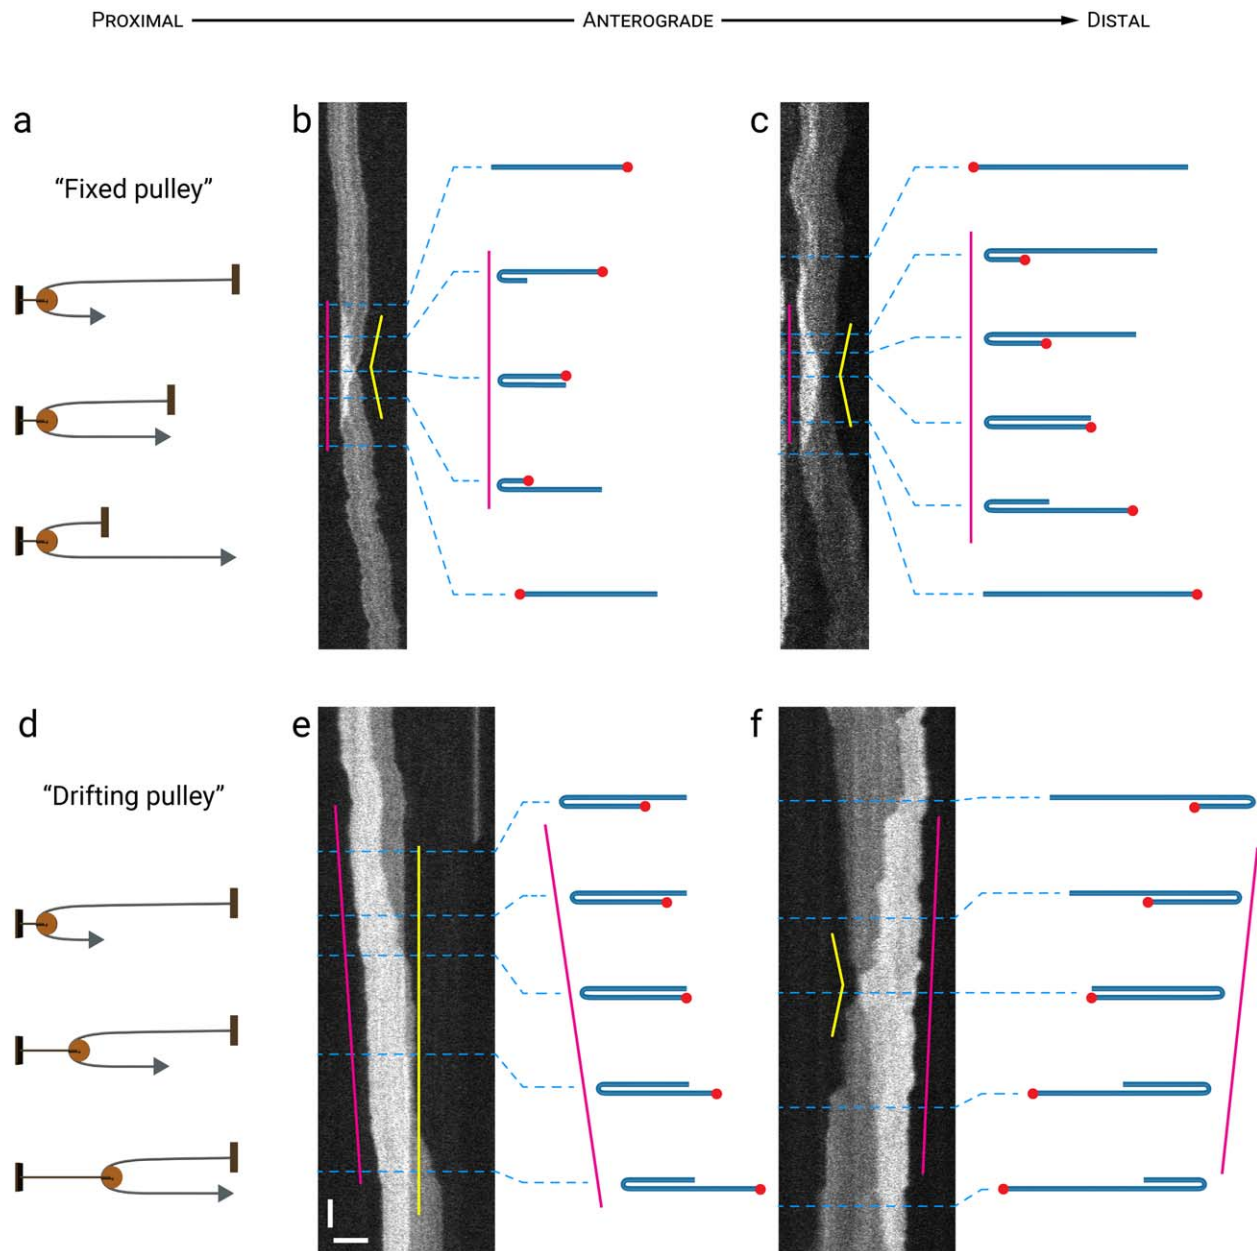 PROXIMAL ANTEROGRADE DISTAL
a b c
“Fixed pulley”
d e f
“Drifting pulley”